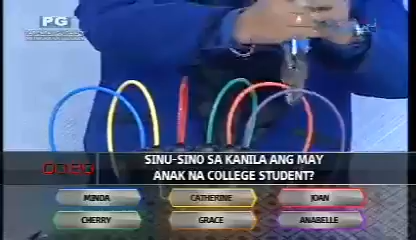 PG
SINU-SINO SA KANILA ANG MAY
ANAK NA COLLEGE STUDENT?
MINDA
CATHERINE
JOAN
CHERRY
GRACE
ANABELLE